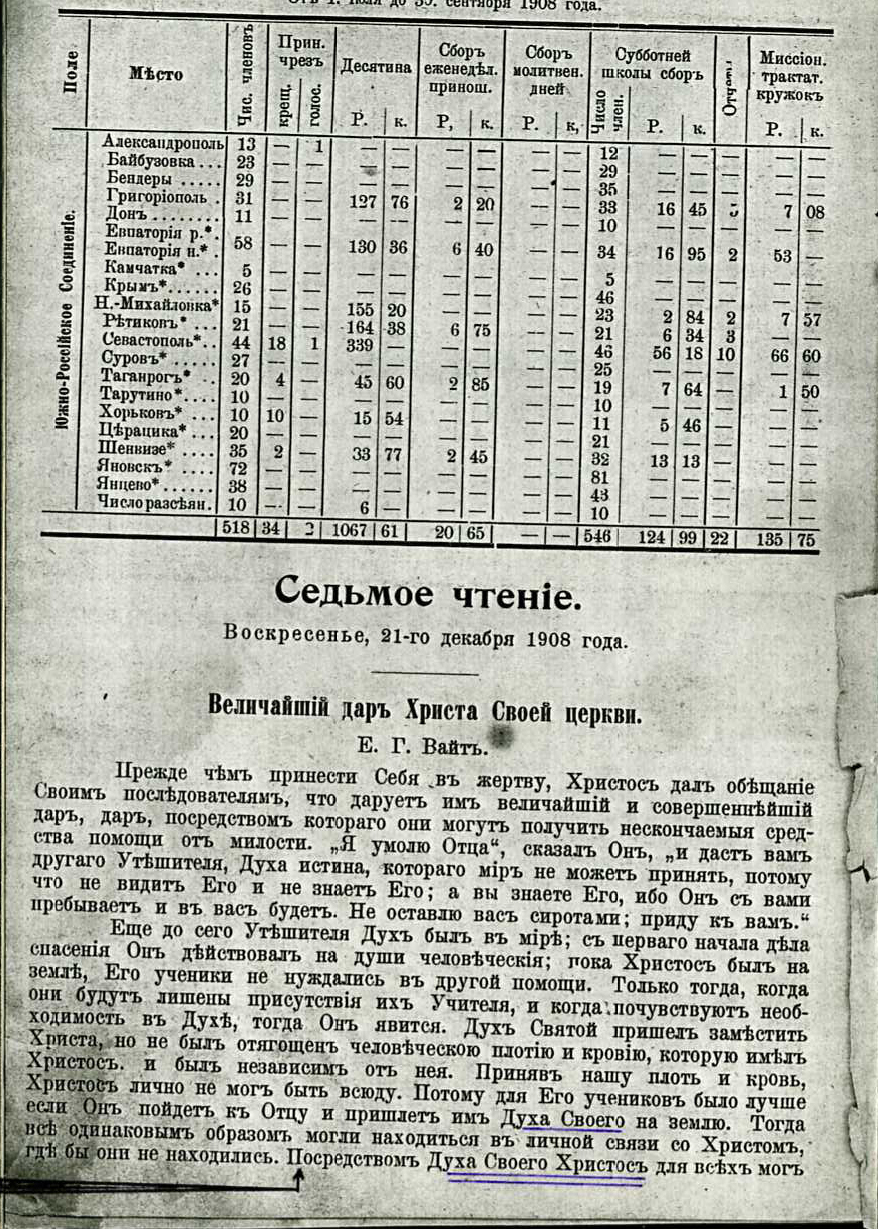 Отъ 1. Июля до 30. сентября 1908 года.
Поле | Мѣсто | Чис. членовъ | Прин. чрезъ крещ. | голос. | Десятина Р. | к. | Сборъ еженедѣл. принош. Р, | к. | Сборъ молитвен. дней Р. | к, | Число член. | Субботней школы сборъ Р. | к. | Миссіон. трактат. кружокъ Р. | к.
Южно-Россійское Соединеніе.
Александрополь 13 — 1 — — — — — — 12 — — — — —
Байбузовка . . . 23 — — — — — — — — 29 — — — — —
Бендеры . . . . . 29 — — — — — — — — 35 — — — — —
Григоріополь . 31 — — 127 76 2 20 — — 33 16 45 5 7 08
Донъ . . . . . . . . 11 — — — — — — — — 10 — — — — —
Евпаторія р.*.
Евпаторія н.* . 58 — — 130 36 6 40 — — 34 16 95 2 53 —
Камчатка* . . . 5 — — — — — — — — 5 — — — — —
Крымъ*. . . . . . 26 — — — — — — — — 46 — — — — —
Н.-Михайловка* 15 — — 155 20 — — — — 23 2 84 2 7 57
Рѣтиковъ* . . . 21 — — 164 38 6 75 — — 21 6 34 3 — —
Севастополь*. . 44 18 1 339 — — — — — 46 56 18 10 66 60
Суровъ* . . . . . 27 — — — — — — — — 25 — — — — —
Таганрогъ* . . 20 4 — 45 60 2 85 — — 19 7 64 — 1 50
Тарутино*. . . . 10 — — — — — — — — 10 — — — — —
Хорьковъ* . . . 10 10 — 15 54 — — — — 11 5 46 — — —
Цѣрацика* . . . 20 — — — — — — — — 21 — — — — —
Шенвизе* . . . . 35 2 — 33 77 2 45 — — 32 13 13 — — —
Яновскъ* . . . . 72 — — — — — — — — 81 — — — — —
Янцево* . . . . . . 38 — — — — — — — — 43 — — — — —
Число разсѣян. 10 — — 6 — — — — — 10 — — — — —
518 34 2 1067 61 20 65 — — 546 124 99 22 135 75
Седьмое чтеніе.
Воскресенье, 21-го декабря 1908 года.
Величайшій даръ Христа Своей церкви.
Е. Г. Вайтъ.
Прежде чѣмъ принести Себя въ жертву, Христосъ далъ обѣщаніе
Своимъ послѣдователямъ, что даруетъ имъ величайшій и совершеннѣйшій
даръ, даръ, посредствомъ котораго они могутъ получить нескончаемыя сред-
ства помощи отъ милости. „Я умолю Отца“, сказалъ Онъ, „и дастъ вамъ
другаго Утѣшителя, Духа истина, котораго міръ не можетъ принять, потому
что не видитъ Его и не знаетъ Его; а вы знаете Его, ибо Онъ съ вами
пребываетъ и въ васъ будетъ. Не оставлю васъ сиротами; приду къ вамъ.“
Еще до сего Утѣшителя Духъ былъ въ мірѣ; съ перваго начала дѣла
спасенія Онъ дѣйствовалъ на души человѣческія; пока Христосъ былъ на
землѣ, Его ученики не нуждались въ другой помощи. Только тогда, когда
они будутъ лишены присутствія ихъ Учителя, и когда почувствуютъ необ-
ходимость въ Духѣ, тогда Онъ явится. Духъ Святой пришелъ замѣстить
Христа, но не былъ отягощенъ человѣческою плотію и кровію, которую имѣлъ
Христосъ. и былъ независимъ отъ нея. Принявъ нашу плоть и кровь,
Христосъ лично не могъ быть всюду. Потому для Его учениковъ было лучше
если Онъ пойдетъ къ Отцу и пришлетъ имъ Духа Своего на землю. Тогда
всѣ одинаковымъ образомъ могли находиться въ личной связи со Христомъ,
гдѣ бы они не находились. Посредствомъ Духа Своего Христосъ для всѣхъ могъ